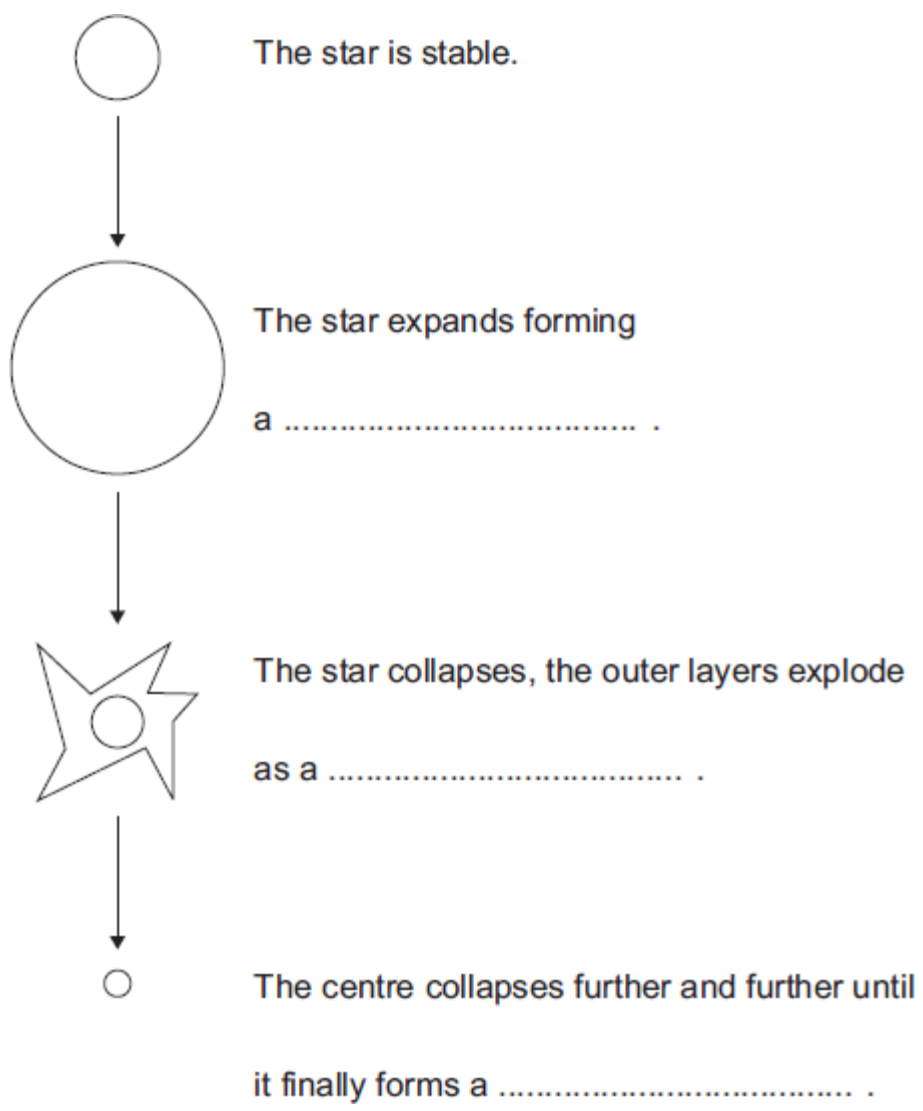 The star is stable.
The star expands forming
a ...................................... .
The star collapses, the outer layers explode
as a ...................................... .
The centre collapses further and further until
it finally forms a ...................................... .